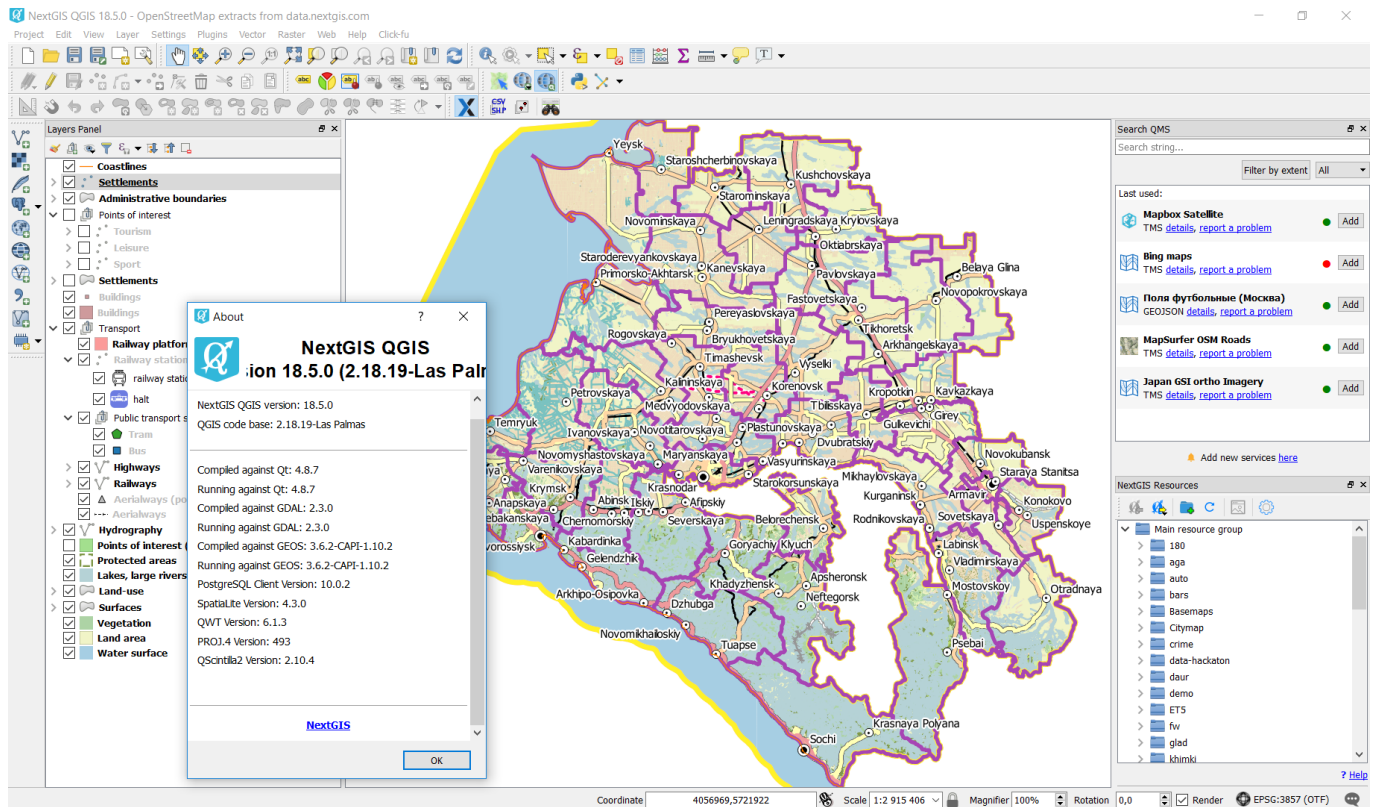 NextGIS QGIS 18.5.0 - OpenStreetMap extracts from data.nextgis.com
Project Edit View Layer Settings Plugins Vector Raster Web Help Click-fu
Layers Panel
Coastlines
Settlements
Administrative boundaries
Points of interest
Tourism
Leisure
Sport
Settlements
Buildings
Buildings
Transport
Railway platfor
Railway station
railway static
halt
Public transport s
Tram
Bus
Highways
Railways
Aerialways (po
Aerialways
Hydrography
Points of interest (
Protected areas
Lakes, large rivers
Land-use
Surfaces
Vegetation
Land area
Water surface
About
NextGIS QGIS
ion 18.5.0 (2.18.19-Las Palr
NextGIS QGIS version: 18.5.0
QGIS code base: 2.18.19-Las Palmas
Compiled against Qt: 4.8.7
Running against Qt: 4.8.7
Compiled against GDAL: 2.3.0
Running against GDAL: 2.3.0
Compiled against GEOS: 3.6.2-CAPI-1.10.2
Running against GEOS: 3.6.2-CAPI-1.10.2
PostgreSQL Client Version: 10.0.2
SpatiaLite Version: 4.3.0
QWT Version: 6.1.3
PROJ.4 Version: 493
QScintilla2 Version: 2.10.4
NextGIS
OK
Yeysk
Staroshcherbinovskaya
Kushchovskaya
Starominskaya
Novominskaya
Leningradskaya Krylovskaya
Oktiabrskaya
Staroderevyankovskaya
Primorsko-Akhtarsk
Kanevskaya
Pavlovskaya
Belaya Glina
Novopokrovskaya
Fastovetskaya
Pereyaslovskaya
Tikhoretsk
Rogovskaya
Bryukhovetskaya
Arkhangelskaya
Timashevsk
Vyselki
Kalininskaya
Korenovsk
Kropotkin
Kavkazkaya
Petrovskaya
Medvyodovskaya
Tbilsskaya
Girey
Temryuk
Gulkevichi
Ivanovskaya
Novotitarovskaya
Plastunovskaya
Dvubratskiy
Novomyshastovskaya
Maryanskaya
Vasyurinskaya
Novokubansk
Varenikovskaya
Staraya Stanitsa
Krymsk
Krasnodar
Starokorsunskaya
Mikhaylovskaya
Anapskaya
Abinsk
Ilskiy
Afipskiy
Kurganinsk
Armavir
Konokovo
ebakanskaya
Chernomorskiy
Severskaya
Belorechensk
Rodnikovskaya
Sovetskaya
Uspenskoye
vorossiysk
Kabardinka
Goryachiy Klyuch
Labinsk
Gelendzhik
Vladimirskaya
Khadyzhensk
Apsheronsk
Mostovskoy
Otradnaya
Arkhipo-Osipovka
Dzhubga
Neftegorsk
Novomikhailoskiy
Tuapse
Psebai
Krasnaya Polyana
Sochi
Search QMS
Search string...
Filter by extent All
Last used:
Mapbox Satellite
TMS details, report a problem
Add
Bing maps
TMS details, report a problem
Add
Поля футбольные (Москва)
GEOJSON details, report a problem
Add
MapSurfer OSM Roads
TMS details, report a problem
Add
Japan GSI ortho Imagery
TMS details, report a problem
Add
Add new services here
NextGIS Resources
Main resource group
180
aga
auto
bars
Basemaps
Citymap
crime
data-hackaton
daur
demo
ETS
fw
glad
khimki
? Help
Coordinate 4056969,5721922 Scale 1:2 915 406 Magnifier 100% Rotation 0,0 Render EPSG:3857 (OTF)